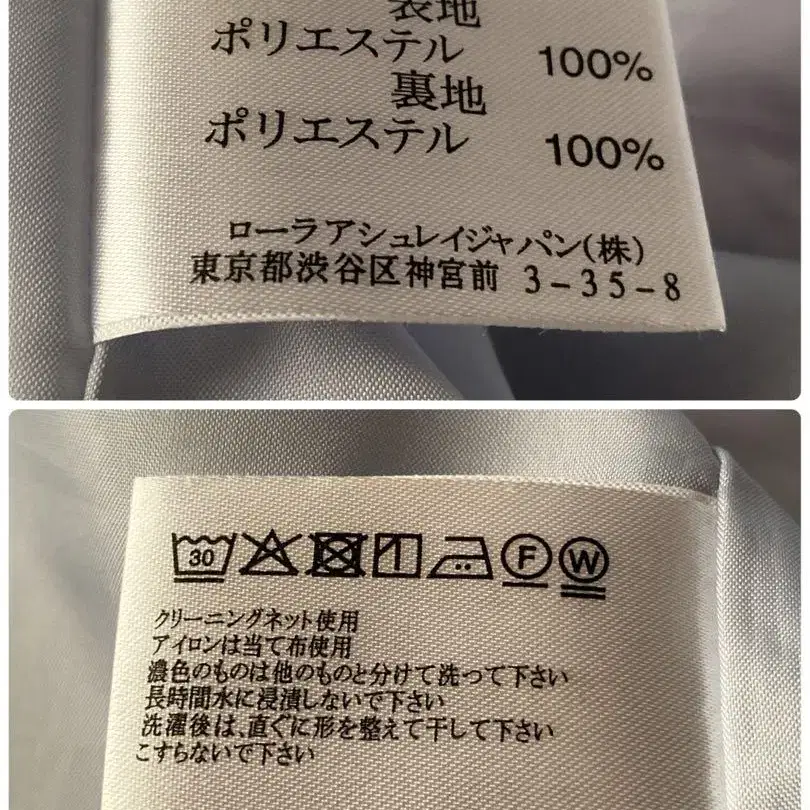 表地
ポリエステル 100%
裏地
ポリエステル 100%
ローラアシュレイジャパン(株)
東京都渋谷区神宮前 3-35-8
30 F W
クリーニングネット使用
アイロンは当て布使用
濃色のものは他のものと分けて洗って下さい
長時間水に浸漬しないで下さい
洗濯後は、直ぐに形を整えて干して下さい
こすらないで下さい